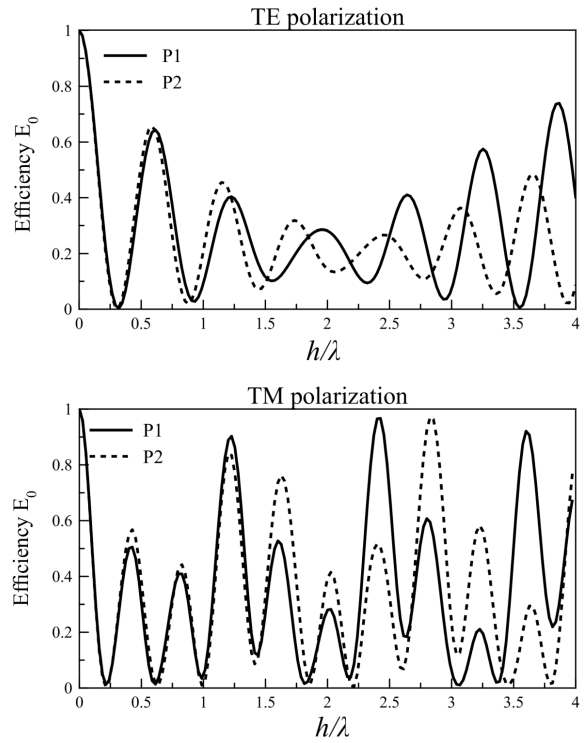 TE polarization
1
0.8
0.6
0.4
0.2
0
Efficiency E0
P1
P2
0 0.5 1 1.5 2 2.5 3 3.5 4
h/λ
TM polarization
1
0.8
0.6
0.4
0.2
0
Efficiency E0
P1
P2
0 0.5 1 1.5 2 2.5 3 3.5 4
h/λ